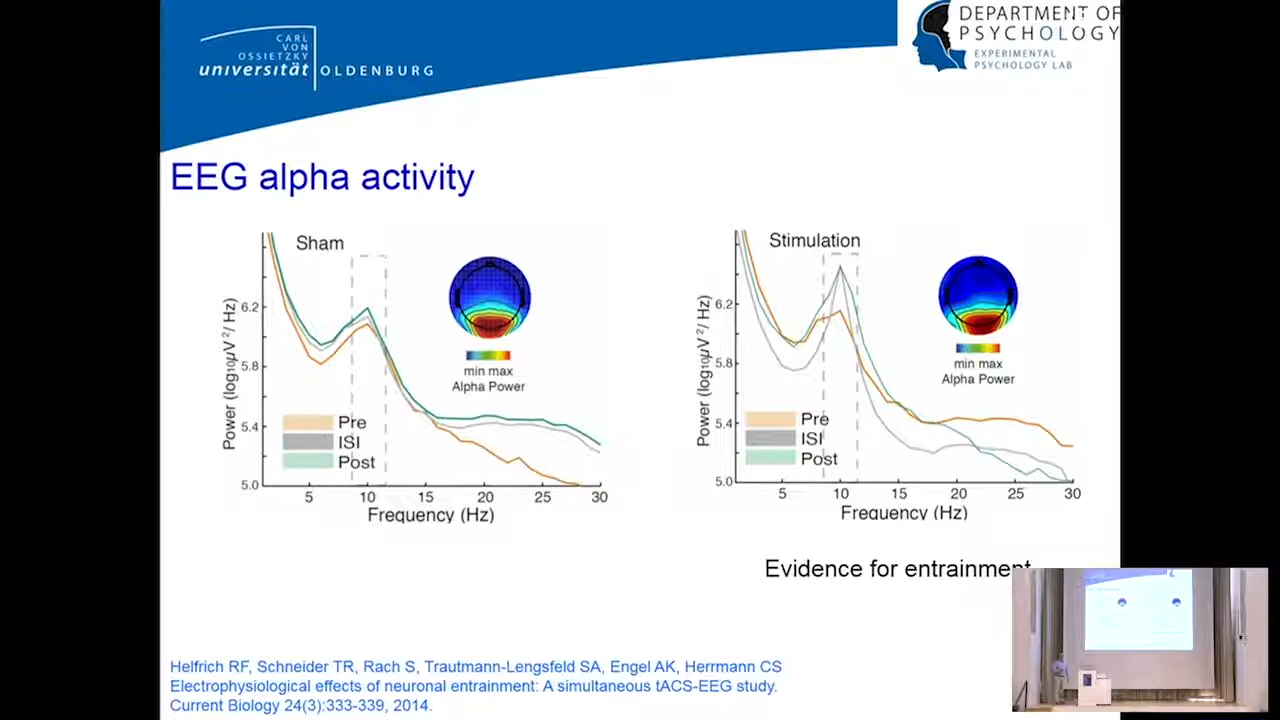 CARL
VON
OSSIETZKY
universität OLDENBURG
DEPARTMENT OF
PSYCHOLOGY
EXPERIMENTAL
PSYCHOLOGY LAB
EEG alpha activity
Sham
Power (log10µV²/ Hz)
6.2
5.8
5.4
5.0
min max
Alpha Power
Pre
ISI
Post
5 10 15 20 25 30
Frequency (Hz)
Stimulation
Power (log10µV²/ Hz)
6.2
5.8
5.4
5.0
min max
Alpha Power
Pre
ISI
Post
5 10 15 20 25 30
Frequency (Hz)
Evidence for entrainment
Helfrich RF, Schneider TR, Rach S, Trautmann-Lengsfeld SA, Engel AK, Herrmann CS
Electrophysiological effects of neuronal entrainment: A simultaneous tACS-EEG study.
Current Biology 24(3):333-339, 2014.